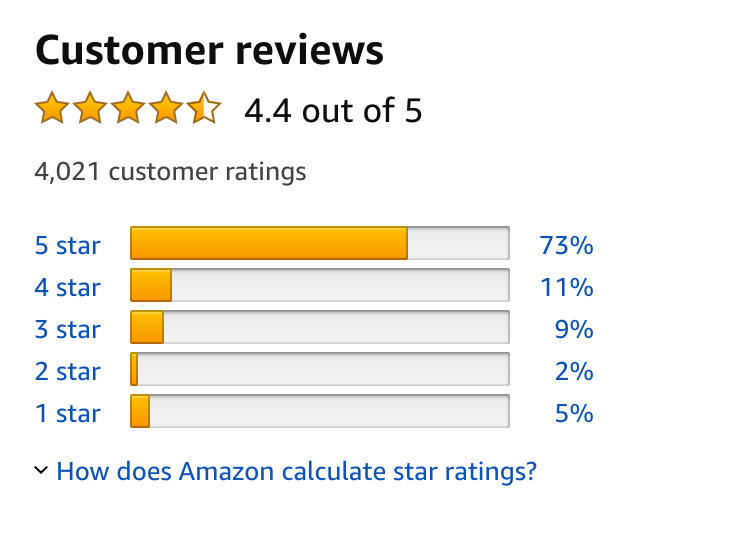 Customer reviews
4.4 out of 5
4,021 customer ratings
5 star 73%
4 star 11%
3 star 9%
2 star 2%
1 star 5%
How does Amazon calculate star ratings?